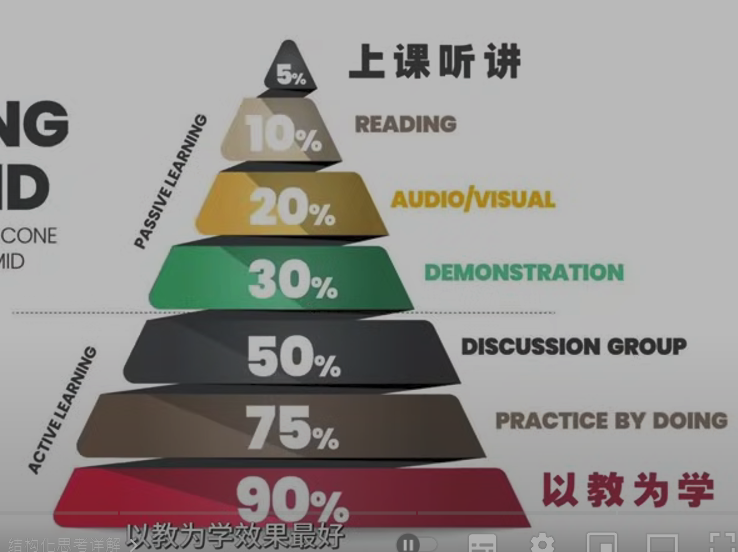 NG
ID
CONE
MID
PASSIVE LEARNING
ACTIVE LEARNING
5%
上课听讲
10%
READING
20%
AUDIO/VISUAL
30%
DEMONSTRATION
50%
DISCUSSION GROUP
75%
PRACTICE BY DOING
90%
以教为学
以教为学效果最好